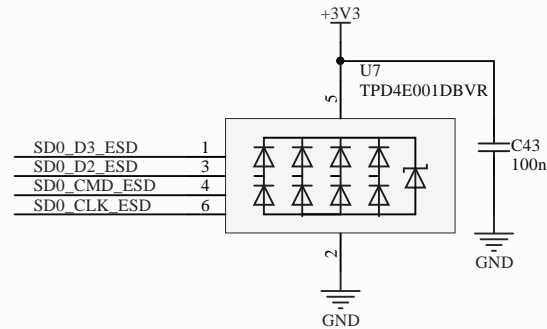 +3V3
U7
TPD4E001DBVR
5
SD0_D3_ESD 1
SD0_D2_ESD 3
SD0_CMD_ESD 4
SD0_CLK_ESD 6
C43
100n
2
GND
GND